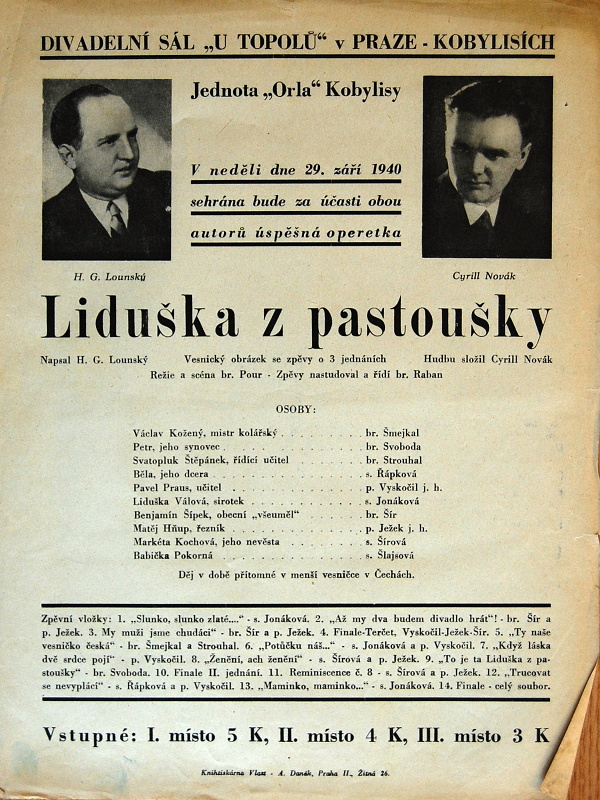 DIVADELNÍ SÁL „U TOPOLŮ“ v PRAZE - KOBYLISÍCH
Jednota „Orla“ Kobylisy
V neděli dne 29. září 1940
sehrána bude za účasti obou
autorů úspěšná operetka
H. G. Lounský
Cyrill Novák
Liduška z pastoušky
Napsal H. G. Lounský Vesnický obrázek se zpěvy o 3 jednáních Hudbu složil Cyrill Novák
Režie a scéna br. Pour - Zpěvy nastudoval a řídí br. Raban
OSOBY:
Václav Kožený, mistr kolářský . . . . . . . . . br. Šmejkal
Petr, jeho synovec . . . . . . . . . . . . . . . br. Svoboda
Svatopluk Štěpánek, řídící učitel . . . . . . . br. Strouhal
Běla, jeho dcera . . . . . . . . . . . . . . . . s. Řápková
Pavel Praus, učitel . . . . . . . . . . . . . . p. Vyskočil j. h.
Liduška Válová, sirotek . . . . . . . . . . . . s. Jonáková
Benjamín Šípek, obecní „všeuměl“ . . . . . . . br. Šír
Matěj Hňup, řezník . . . . . . . . . . . . . . p. Ježek j. h.
Markéta Kochová, jeho nevěsta . . . . . . . . . s. Šírová
Babička Pokorná . . . . . . . . . . . . . . . . s. Šlajsová
Děj v době přítomné v menší vesničce v Čechách.
Zpěvní vložky: 1. „Slunko, slunko zlaté....“ - s. Jonáková. 2. „Až my dva budem divadlo hrát“! - br. Šír a
p. Ježek. 3. My muži jsme chudáci“ - br. Šír a p. Ježek. 4. Finale-Terčet, Vyskočil-Ježek-Šír. 5. „Ty naše
vesničko česká“ - br. Šmejkal a Strouhal. 6. „Potůčku náš...“ - s. Jonáková a p. Vyskočil. 7. „Když láska
dvě srdce pojí“ - p. Vyskočil. 8. „Ženění, ach ženění“ - s. Šírová a p. Ježek. 9. „To je ta Liduška z pa-
stoušky“ - br. Svoboda. 10. Finale II. jednání. 11. Reminiscence č. 8 - s. Šírová a p. Ježek. 12. „Trucovat
se nevyplácí“ - s. Řápková a p. Vyskočil. 13. „Maminko, maminko...“ - s. Jonáková. 14. Finale - celý soubor.
Vstupné: I. místo 5 K, II. místo 4 K, III. místo 3 K
Knihtiskárna Vlast - A. Daněk, Praha II., Žitná 26.